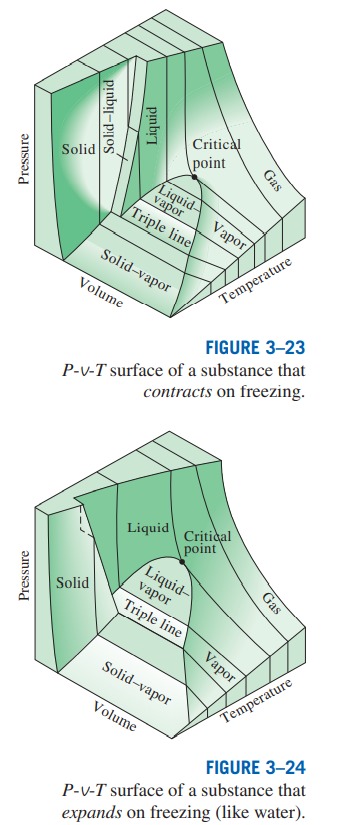 Pressure
Solid
Solid–liquid
Liquid
Critical
point
Gas
Liquid–
vapor
Triple line
Vapor
Solid–vapor
Volume
Temperature
FIGURE 3–23
P-v-T surface of a substance that
contracts on freezing.
Pressure
Solid
Liquid
Critical
point
Gas
Liquid–
vapor
Triple line
Vapor
Solid–vapor
Volume
Temperature
FIGURE 3–24
P-v-T surface of a substance that
expands on freezing (like water).